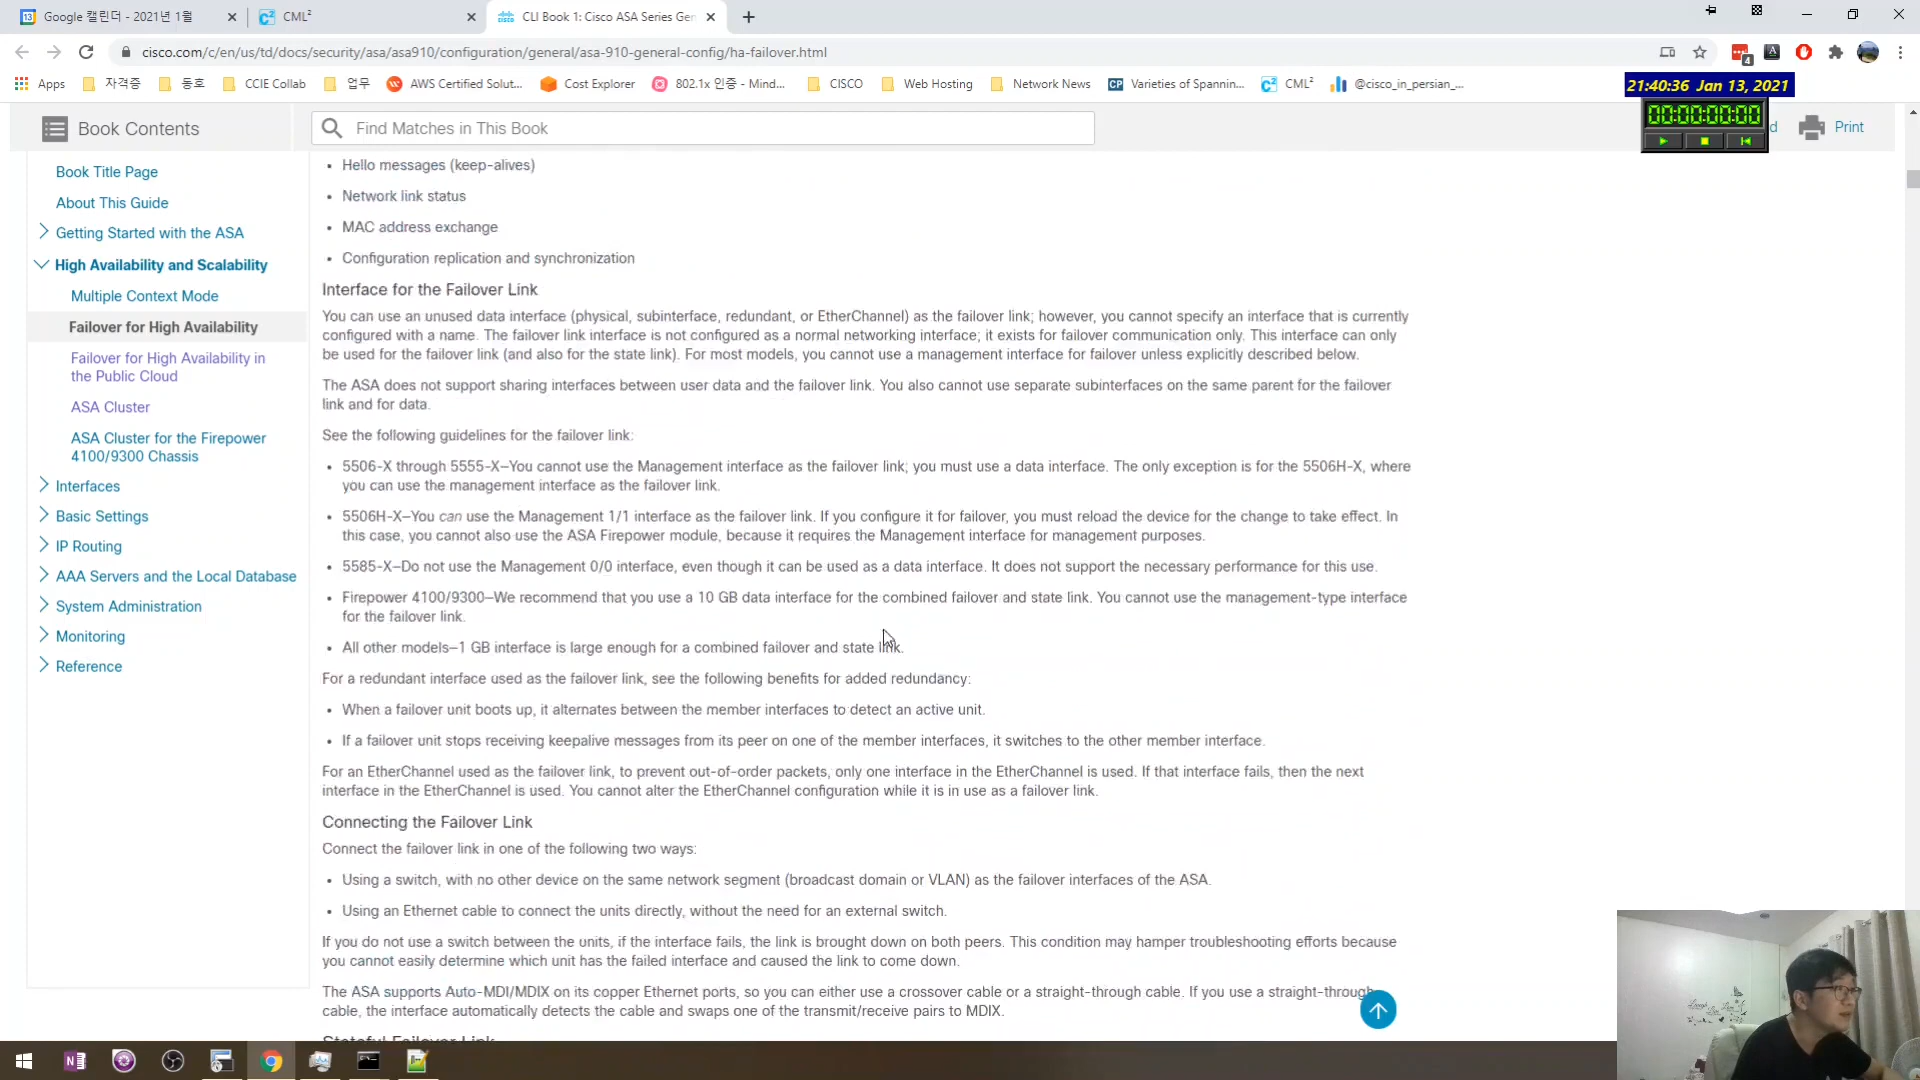 Google 캘린더 - 2021년 1월
CML²
CLI Book 1: Cisco ASA Series Gen
cisco.com/c/en/us/td/docs/security/asa/asa910/configuration/general/asa-910-general-config/ha-failover.html
Apps
자격증
동호
CCIE Collab
업무
AWS Certified Solut...
Cost Explorer
802.1x 인증 - Mind...
CISCO
Web Hosting
Network News
Varieties of Spannin...
CML²
@cisco_in_persian_...
21:40:36 Jan 13, 2021
00:00:00:00
Book Contents
Find Matches in This Book
Print
Book Title Page
About This Guide
Getting Started with the ASA
High Availability and Scalability
Multiple Context Mode
Failover for High Availability
Failover for High Availability in
the Public Cloud
ASA Cluster
ASA Cluster for the Firepower
4100/9300 Chassis
Interfaces
Basic Settings
IP Routing
AAA Servers and the Local Database
System Administration
Monitoring
Reference
• Hello messages (keep-alives)
• Network link status
• MAC address exchange
• Configuration replication and synchronization
Interface for the Failover Link
You can use an unused data interface (physical, subinterface, redundant, or EtherChannel) as the failover link; however, you cannot specify an interface that is currently
configured with a name. The failover link interface is not configured as a normal networking interface; it exists for failover communication only. This interface can only
be used for the failover link (and also for the state link). For most models, you cannot use a management interface for failover unless explicitly described below.
The ASA does not support sharing interfaces between user data and the failover link. You also cannot use separate subinterfaces on the same parent for the failover
link and for data.
See the following guidelines for the failover link:
• 5506-X through 5555-X—You cannot use the Management interface as the failover link; you must use a data interface. The only exception is for the 5506H-X, where
you can use the management interface as the failover link.
• 5506H-X—You can use the Management 1/1 interface as the failover link. If you configure it for failover, you must reload the device for the change to take effect. In
this case, you cannot also use the ASA Firepower module, because it requires the Management interface for management purposes.
• 5585-X—Do not use the Management 0/0 interface, even though it can be used as a data interface. It does not support the necessary performance for this use.
• Firepower 4100/9300—We recommend that you use a 10 GB data interface for the combined failover and state link. You cannot use the management-type interface
for the failover link.
• All other models—1 GB interface is large enough for a combined failover and state link.
For a redundant interface used as the failover link, see the following benefits for added redundancy:
• When a failover unit boots up, it alternates between the member interfaces to detect an active unit.
• If a failover unit stops receiving keepalive messages from its peer on one of the member interfaces, it switches to the other member interface.
For an EtherChannel used as the failover link, to prevent out-of-order packets, only one interface in the EtherChannel is used. If that interface fails, then the next
interface in the EtherChannel is used. You cannot alter the EtherChannel configuration while it is in use as a failover link.
Connecting the Failover Link
Connect the failover link in one of the following two ways:
• Using a switch, with no other device on the same network segment (broadcast domain or VLAN) as the failover interfaces of the ASA.
• Using an Ethernet cable to connect the units directly, without the need for an external switch.
If you do not use a switch between the units, if the interface fails, the link is brought down on both peers. This condition may hamper troubleshooting efforts because
you cannot easily determine which unit has the failed interface and caused the link to come down.
The ASA supports Auto-MDI/MDIX on its copper Ethernet ports, so you can either use a crossover cable or a straight-through cable. If you use a straight-through
cable, the interface automatically detects the cable and swaps one of the transmit/receive pairs to MDIX.
Stateful Failover Link